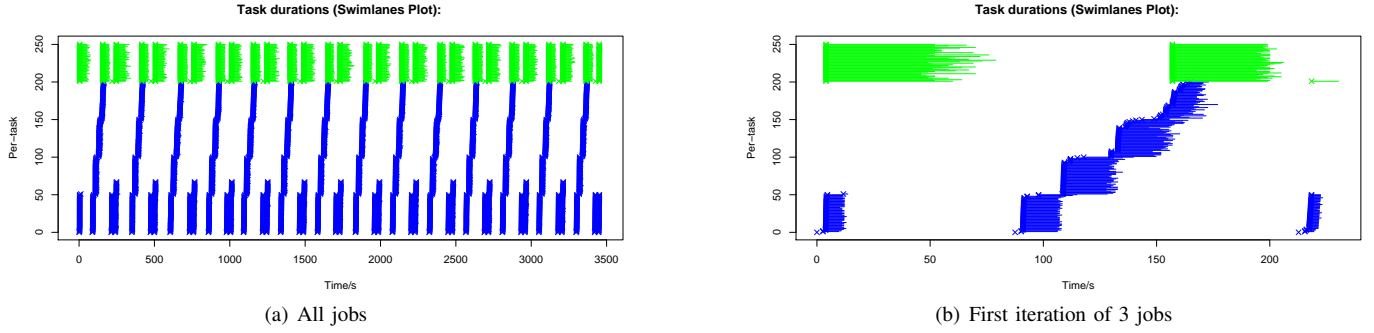 Task durations (Swimlanes Plot):
Per-task
250
200
150
100
50
0
0 500 1000 1500 2000 2500 3000 3500
Time/s
(a) All jobs
Task durations (Swimlanes Plot):
Per-task
250
200
150
100
50
0
0 50 100 150 200
Time/s
(b) First iteration of 3 jobs